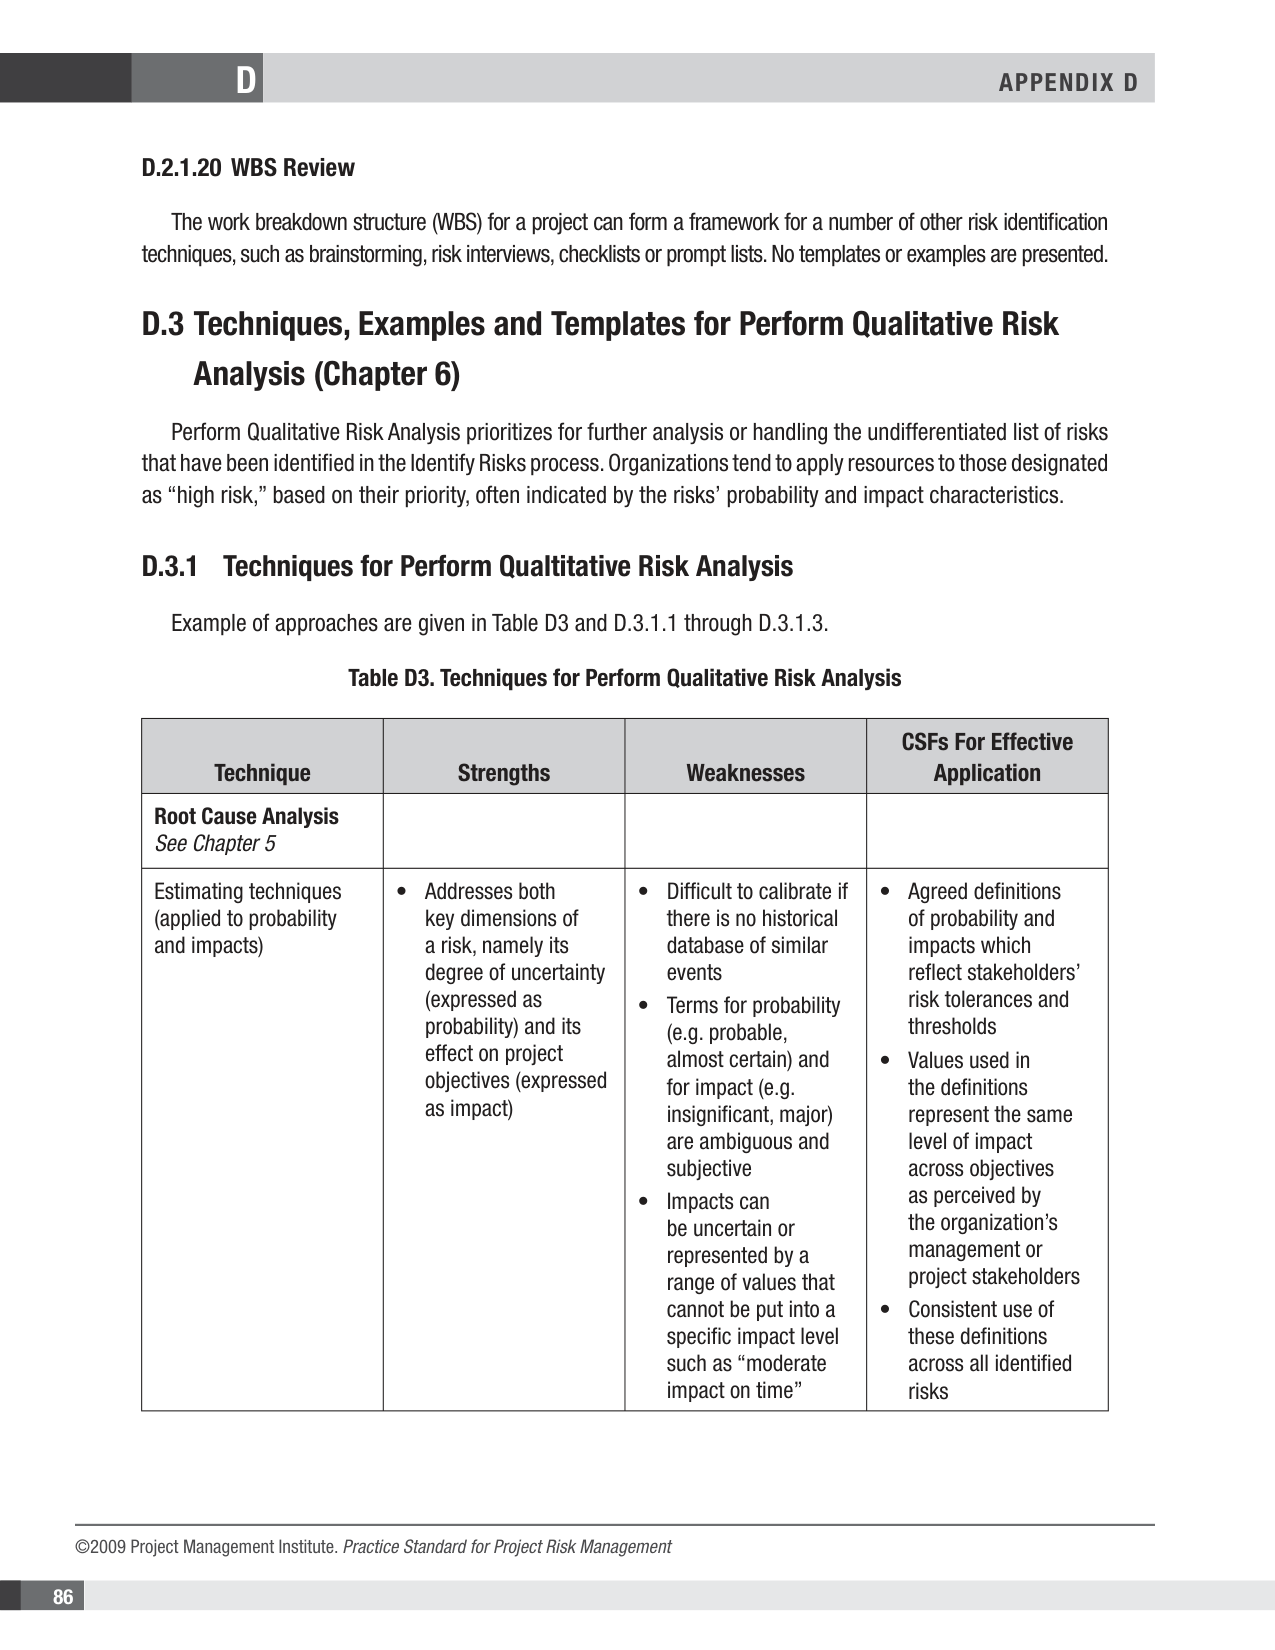 D
APPENDIX D
D.2.1.20 WBS Review
The work breakdown structure (WBS) for a project can form a framework for a number of other risk identification
techniques, such as brainstorming, risk interviews, checklists or prompt lists. No templates or examples are presented.
D.3 Techniques, Examples and Templates for Perform Qualitative Risk
Analysis (Chapter 6)
Perform Qualitative Risk Analysis prioritizes for further analysis or handling the undifferentiated list of risks
that have been identified in the Identify Risks process. Organizations tend to apply resources to those designated
as “high risk,” based on their priority, often indicated by the risks’ probability and impact characteristics.
D.3.1 Techniques for Perform Qualtitative Risk Analysis
Example of approaches are given in Table D3 and D.3.1.1 through D.3.1.3.
Table D3. Techniques for Perform Qualitative Risk Analysis
Technique
Strengths
Weaknesses
CSFs For Effective
Application
Root Cause Analysis
See Chapter 5
Estimating techniques
(applied to probability
and impacts)
• Addresses both
key dimensions of
a risk, namely its
degree of uncertainty
(expressed as
probability) and its
effect on project
objectives (expressed
as impact)
• Difficult to calibrate if
there is no historical
database of similar
events
• Terms for probability
(e.g. probable,
almost certain) and
for impact (e.g.
insignificant, major)
are ambiguous and
subjective
• Impacts can
be uncertain or
represented by a
range of values that
cannot be put into a
specific impact level
such as “moderate
impact on time”
• Agreed definitions
of probability and
impacts which
reflect stakeholders’
risk tolerances and
thresholds
• Values used in
the definitions
represent the same
level of impact
across objectives
as perceived by
the organization’s
management or
project stakeholders
• Consistent use of
these definitions
across all identified
risks
©2009 Project Management Institute. Practice Standard for Project Risk Management
86